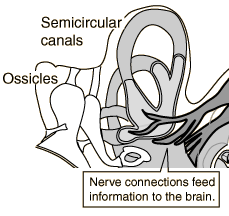 Semicircular
canals
Ossicles
Nerve connections feed
information to the brain.